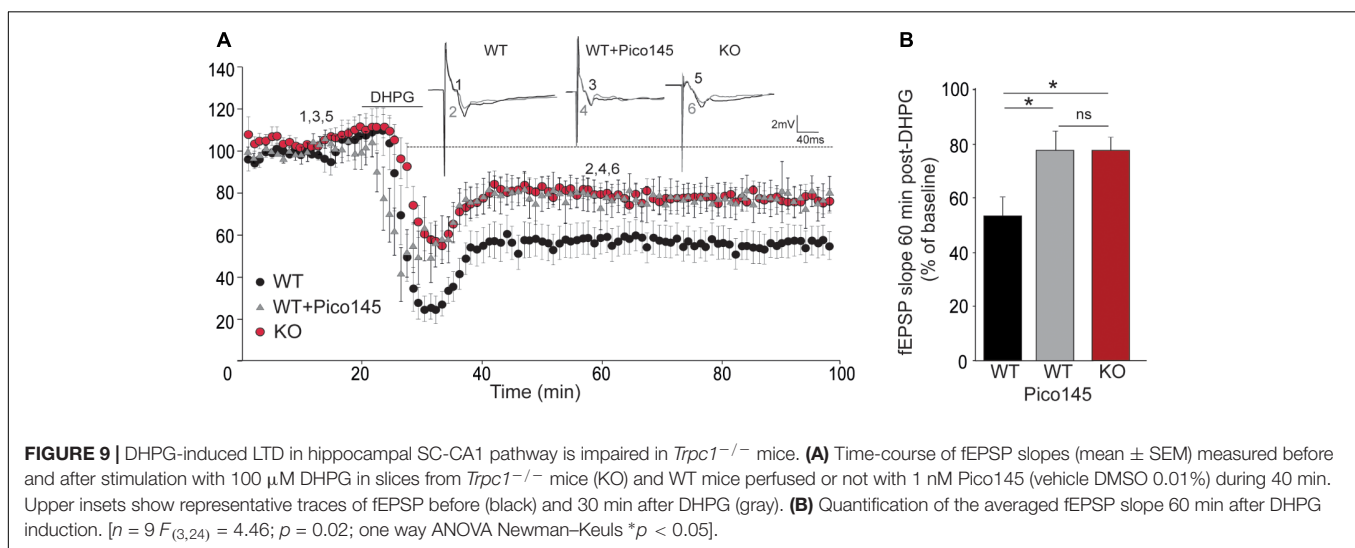 A
B
WT
WT+Pico145
KO
140
120
100
80
60
40
20
DHPG
1,3,5
1
2
3
4
5
6
2mV
40ms
2,4,6
WT
WT+Pico145
KO
0
20
40
60
80
100
Time (min)
fEPSP slope 60 min post-DHPG
(% of baseline)
100
80
60
40
20
0
*
*
ns
WT
WT
KO
Pico145
FIGURE 9 | DHPG-induced LTD in hippocampal SC-CA1 pathway is impaired in Trpc1−/− mice. (A) Time-course of fEPSP slopes (mean ± SEM) measured before
and after stimulation with 100 μM DHPG in slices from Trpc1−/− mice (KO) and WT mice perfused or not with 1 nM Pico145 (vehicle DMSO 0.01%) during 40 min.
Upper insets show representative traces of fEPSP before (black) and 30 min after DHPG (gray). (B) Quantification of the averaged fEPSP slope 60 min after DHPG
induction. [n = 9 F(3,24) = 4.46; p = 0.02; one way ANOVA Newman–Keuls *p < 0.05].